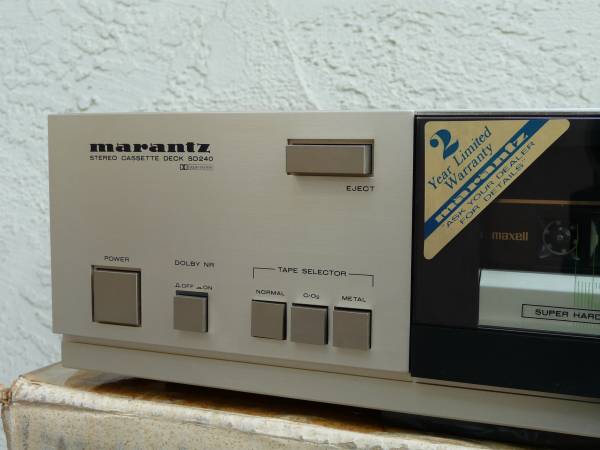 marantz
STEREO CASSETTE DECK SD240
EJECT
POWER
DOLBY NR
OFF ON
TAPE SELECTOR
NORMAL
CrO2
METAL
2
Year Limited
Warranty
marantz
ASK YOUR DEALER
FOR DETAILS
maxell
SUPER HARD